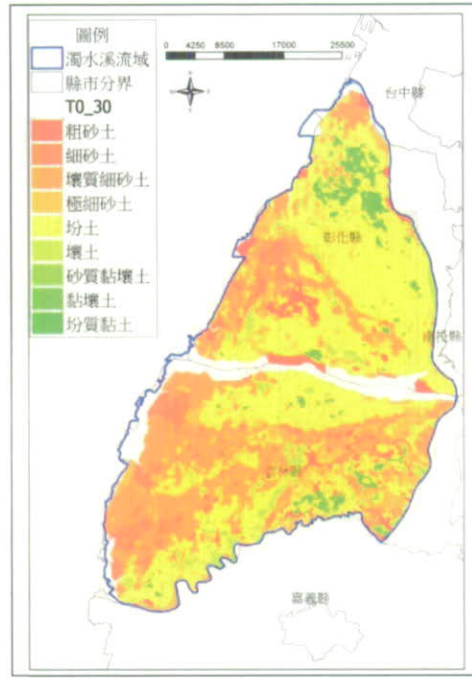 圖例
濁水溪流域
縣市分界
T0_30
粗砂土
細砂土
壤質細砂土
極細砂土
坋土
壤土
砂質黏壤土
黏壤土
坋質黏土
0 4250 8500 17000 25500
台中縣
彰化縣
南投縣
嘉義縣